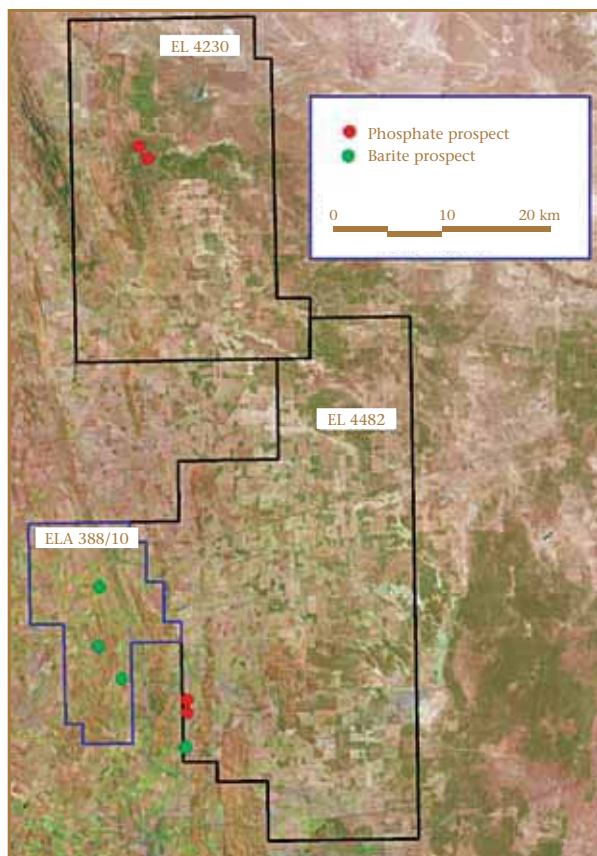 EL 4230
Phosphate prospect
Barite prospect
0 10 20 km
EL 4482
ELA 388/10